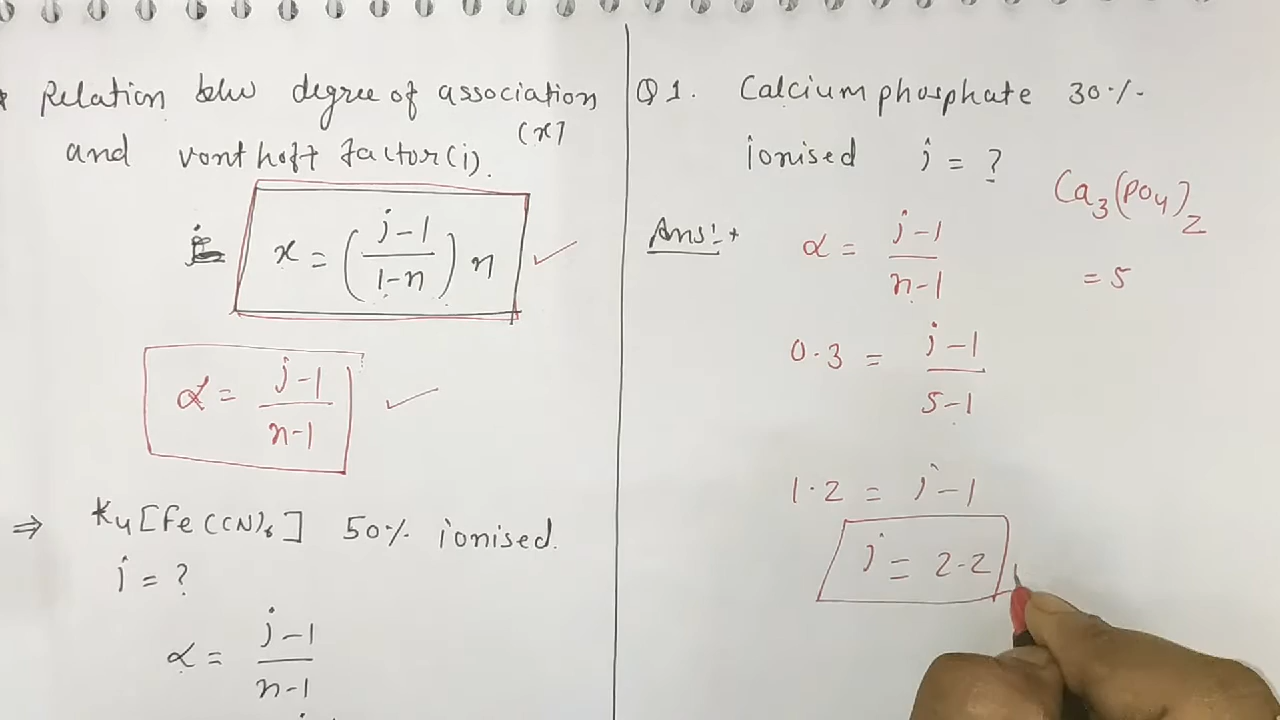 * Relation b/w degree of association
(x)
and vont hoff factor(i).
x = ( i-1 / 1-n ) n
α = i-1 / n-1
⇒ K4[Fe(CN)6] 50% ionised.
i = ?
α = i-1 / n-1
Q1. Calcium phosphate 30%
ionised i = ?
Ca3(PO4)2
= 5
Ans:→ α = i-1 / n-1
0.3 = i-1 / 5-1
1.2 = i-1
i = 2.2